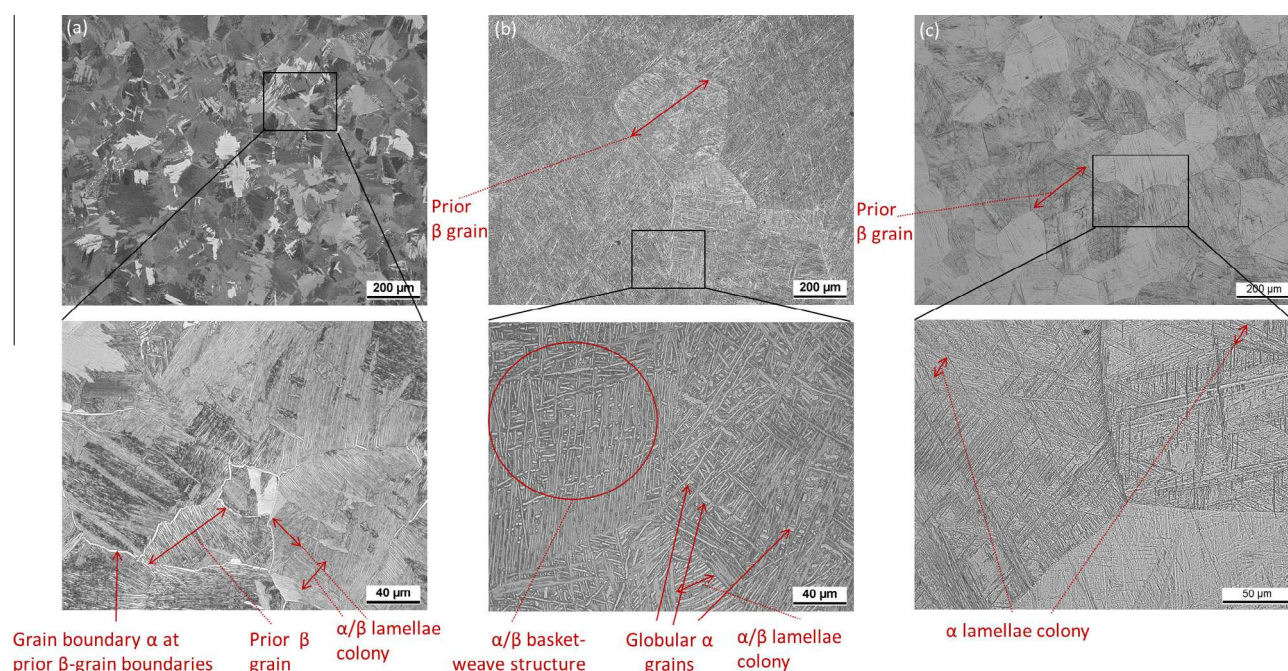 (a)
200 µm
40 µm
Grain boundary α at
prior β-grain boundaries
Prior β
grain
α/β lamellae
colony
(b)
Prior
β grain
200 µm
40 µm
α/β basket-
weave structure
Globular α
grains
α/β lamellae
colony
(c)
Prior
β grain
200 µm
50 µm
α lamellae colony